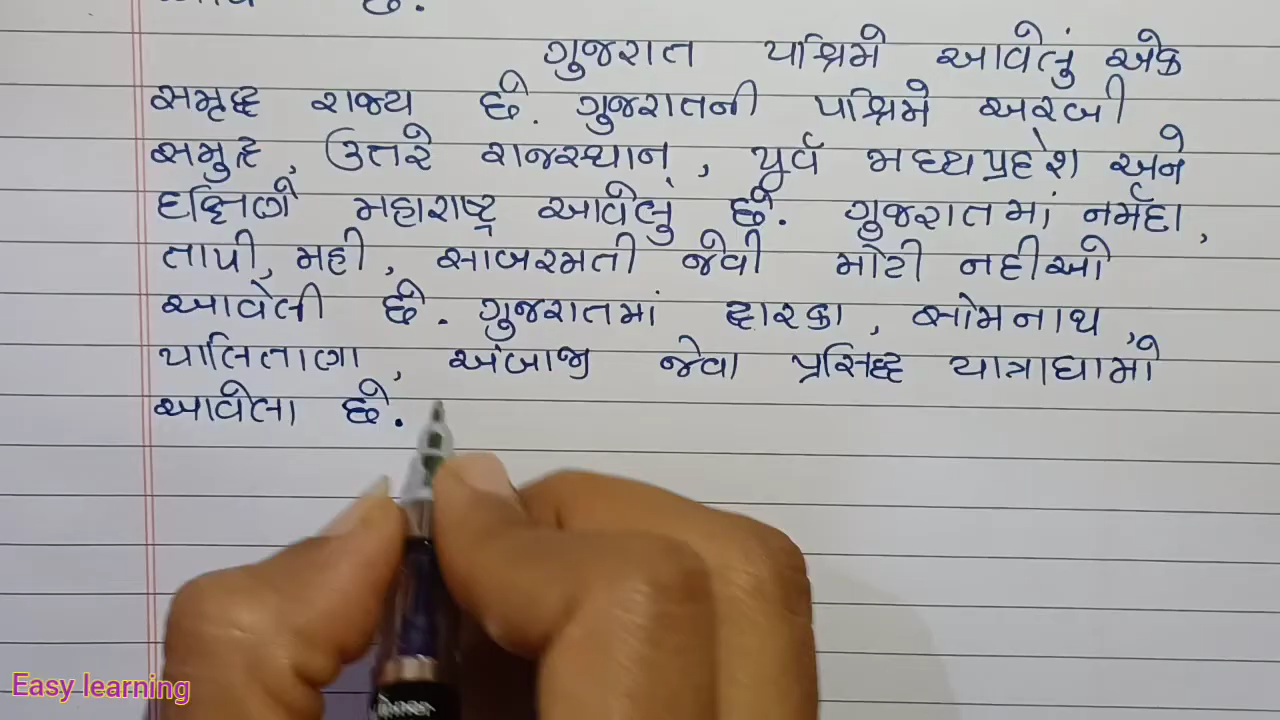 છે.
ગુજરાત પશ્ચિમે આવેલું એક
સમૃદ્ધ રાજ્ય છે. ગુજરાતની પશ્ચિમે અરબી
સમુદ્ર, ઉત્તરે રાજસ્થાન, પૂર્વ મધ્યપ્રદેશ અને
દક્ષિણે મહારાષ્ટ્ર આવેલું છે. ગુજરાતમાં નર્મદા,
તાપી, મહી, સાબરમતી જેવી મોટી નદીઓ
આવેલી છે. ગુજરાતમાં દ્વારકા, સોમનાથ,
પાલિતાણા, અંબાજી જેવા પ્રસિદ્ધ યાત્રાધામો
આવેલા છે.
Easy learning